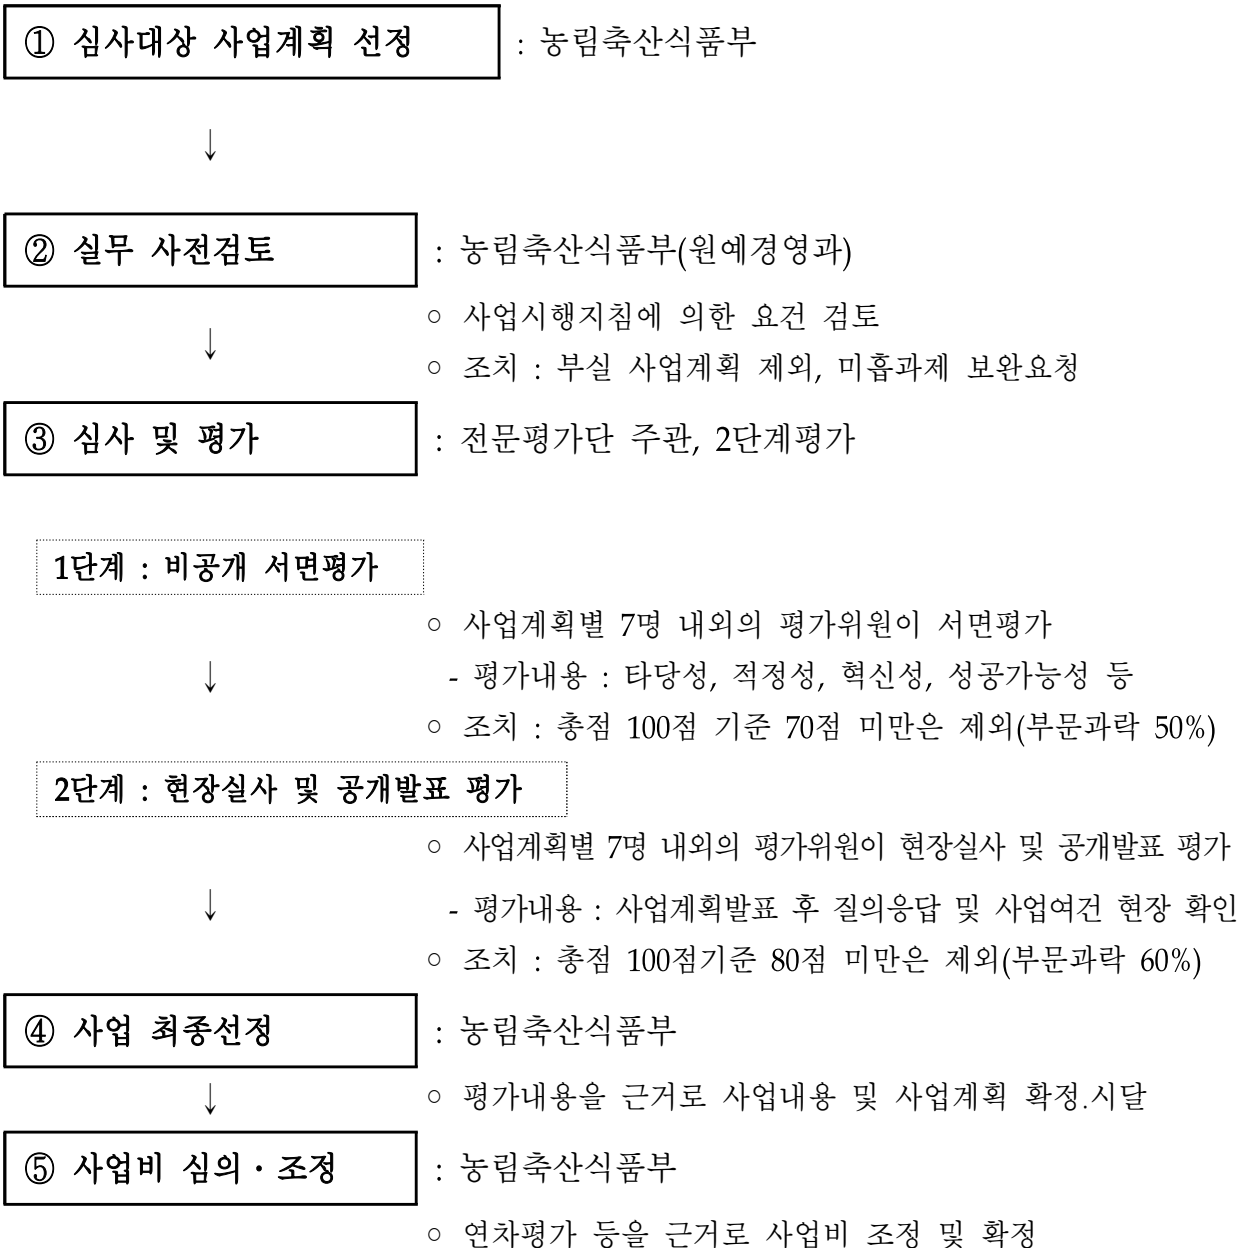 ① 심사대상 사업계획 선정 : 농림축산식품부
↓
② 실무 사전검토 : 농림축산식품부(원예경영과)
○ 사업시행지침에 의한 요건 검토
↓
○ 조치 : 부실 사업계획 제외, 미흡과제 보완요청
③ 심사 및 평가 : 전문평가단 주관, 2단계평가
1단계 : 비공개 서면평가
○ 사업계획별 7명 내외의 평가위원이 서면평가
↓ - 평가내용 : 타당성, 적정성, 혁신성, 성공가능성 등
○ 조치 : 총점 100점 기준 70점 미만은 제외(부문과락 50%)
2단계 : 현장실사 및 공개발표 평가
○ 사업계획별 7명 내외의 평가위원이 현장실사 및 공개발표 평가
↓ - 평가내용 : 사업계획발표 후 질의응답 및 사업여건 현장 확인
○ 조치 : 총점 100점기준 80점 미만은 제외(부문과락 60%)
④ 사업 최종선정 : 농림축산식품부
↓ ○ 평가내용을 근거로 사업내용 및 사업계획 확정.시달
⑤ 사업비 심의・조정 : 농림축산식품부
○ 연차평가 등을 근거로 사업비 조정 및 확정